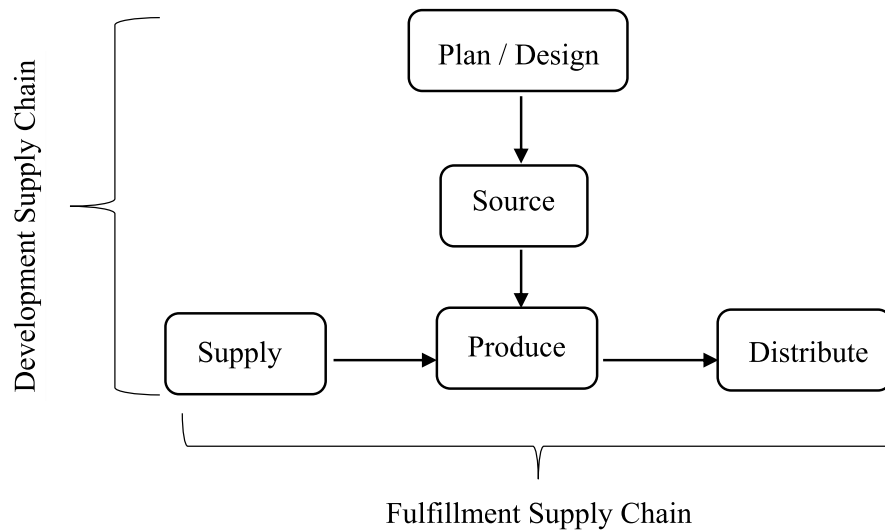 Development Supply Chain
Plan / Design
Source
Supply
Produce
Distribute
Fulfillment Supply Chain